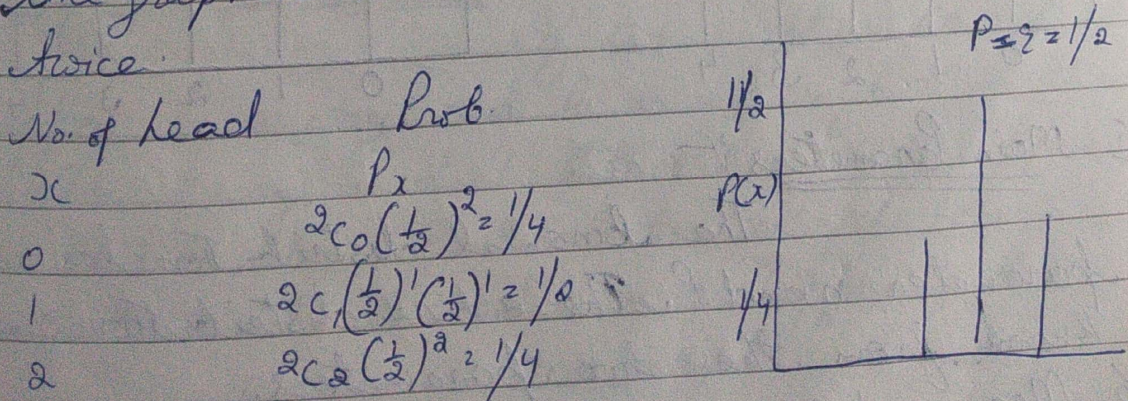 twice.
P=q=1/2
No. of head Prob. 1/2
x Px P(x)
0 ²C₀(1/2)² = 1/4
1 2C₁(1/2)¹(1/2)¹ = 1/2 1/4
2 2C₂(1/2)² = 1/4